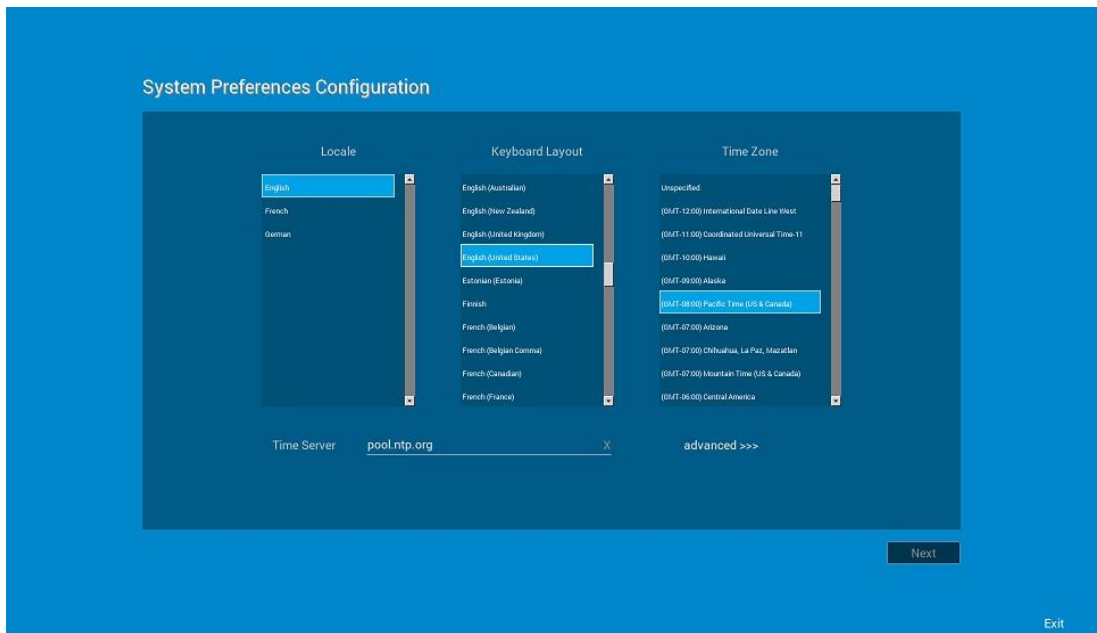 System Preferences Configuration
Locale
English
French
German
Keyboard Layout
English (Australian)
English (New Zealand)
English (United Kingdom)
English (United States)
Estonian (Estonia)
Finnish
French (Belgian)
French (Belgian Comma)
French (Canadian)
French (France)
Time Zone
Unspecified
(GMT-12:00) International Date Line West
(GMT-11:00) Coordinated Universal Time-11
(GMT-10:00) Hawaii
(GMT-09:00) Alaska
(GMT-08:00) Pacific Time (US & Canada)
(GMT-07:00) Arizona
(GMT-07:00) Chihuahua, La Paz, Mazatlan
(GMT-07:00) Mountain Time (US & Canada)
(GMT-06:00) Central America
Time Server pool.ntp.org X advanced >>>
Next
Exit